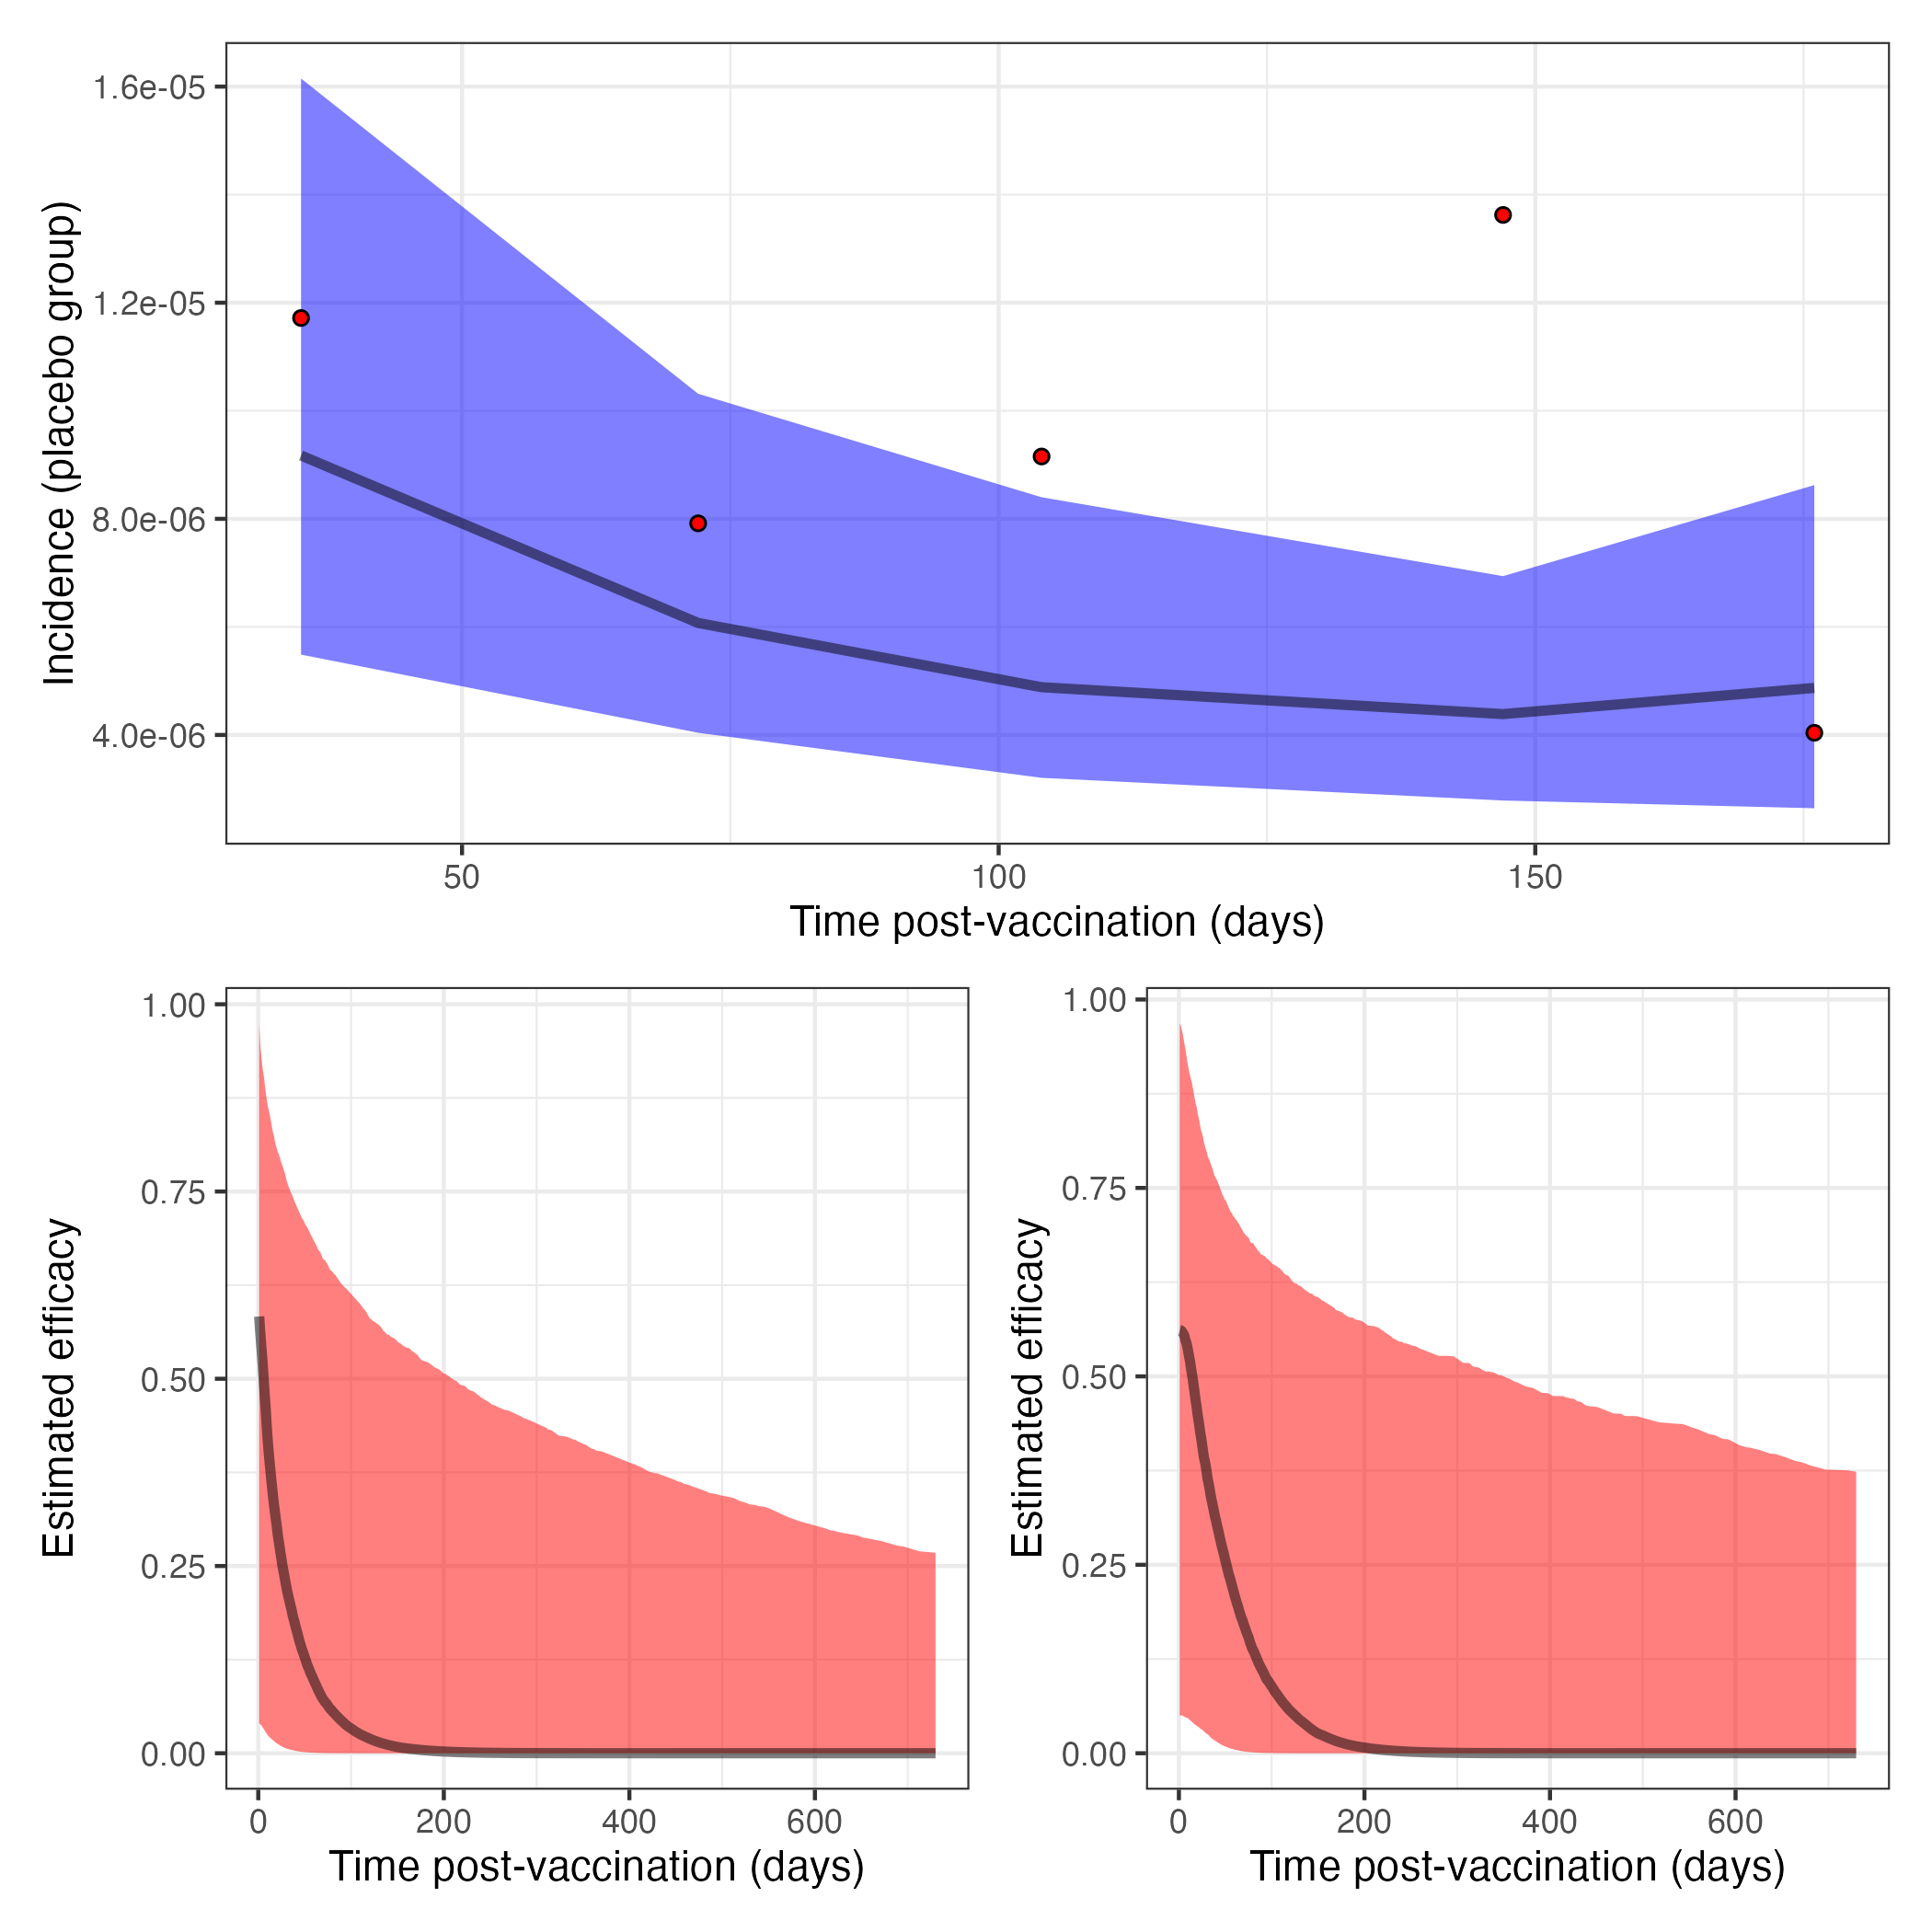 Incidence (placebo group)
1.6e-05
1.2e-05
8.0e-06
4.0e-06
50 100 150
Time post-vaccination (days)
Estimated efficacy
1.00
0.75
0.50
0.25
0.00
0 200 400 600
Time post-vaccination (days)
Estimated efficacy
1.00
0.75
0.50
0.25
0.00
0 200 400 600
Time post-vaccination (days)